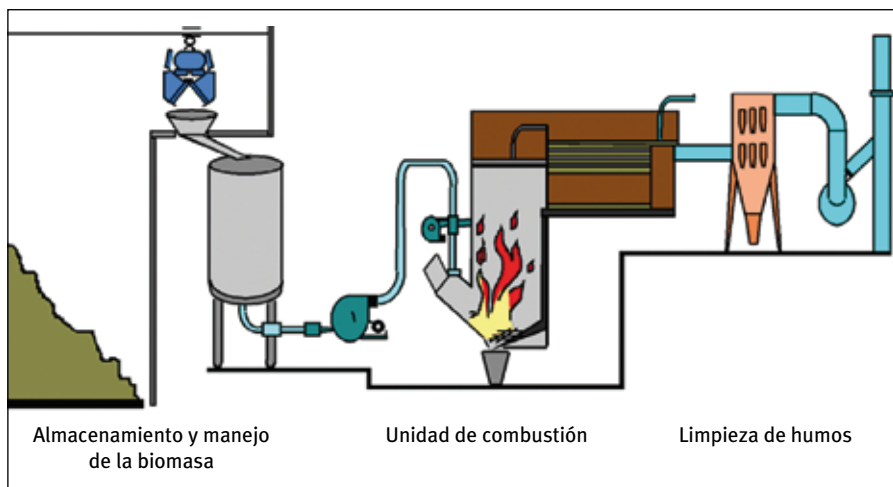 Almacenamiento y manejo
de la biomasa
Unidad de combustión
Limpieza de humos